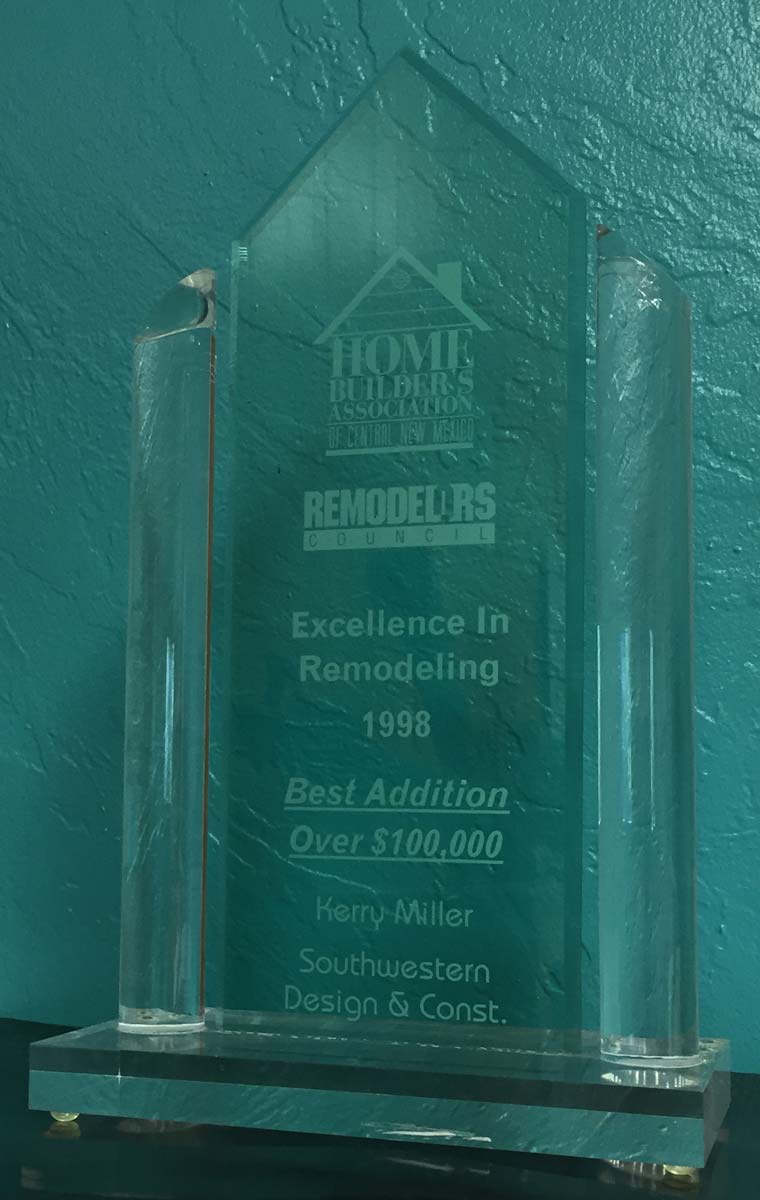 HOME
BUILDER'S
ASSOCIATION
OF CENTRAL NEW MEXICO
REMODELORS
COUNCIL
Excellence In
Remodeling
1998
Best Addition
Over $100,000
Kerry Miller
Southwestern
Design & Const.